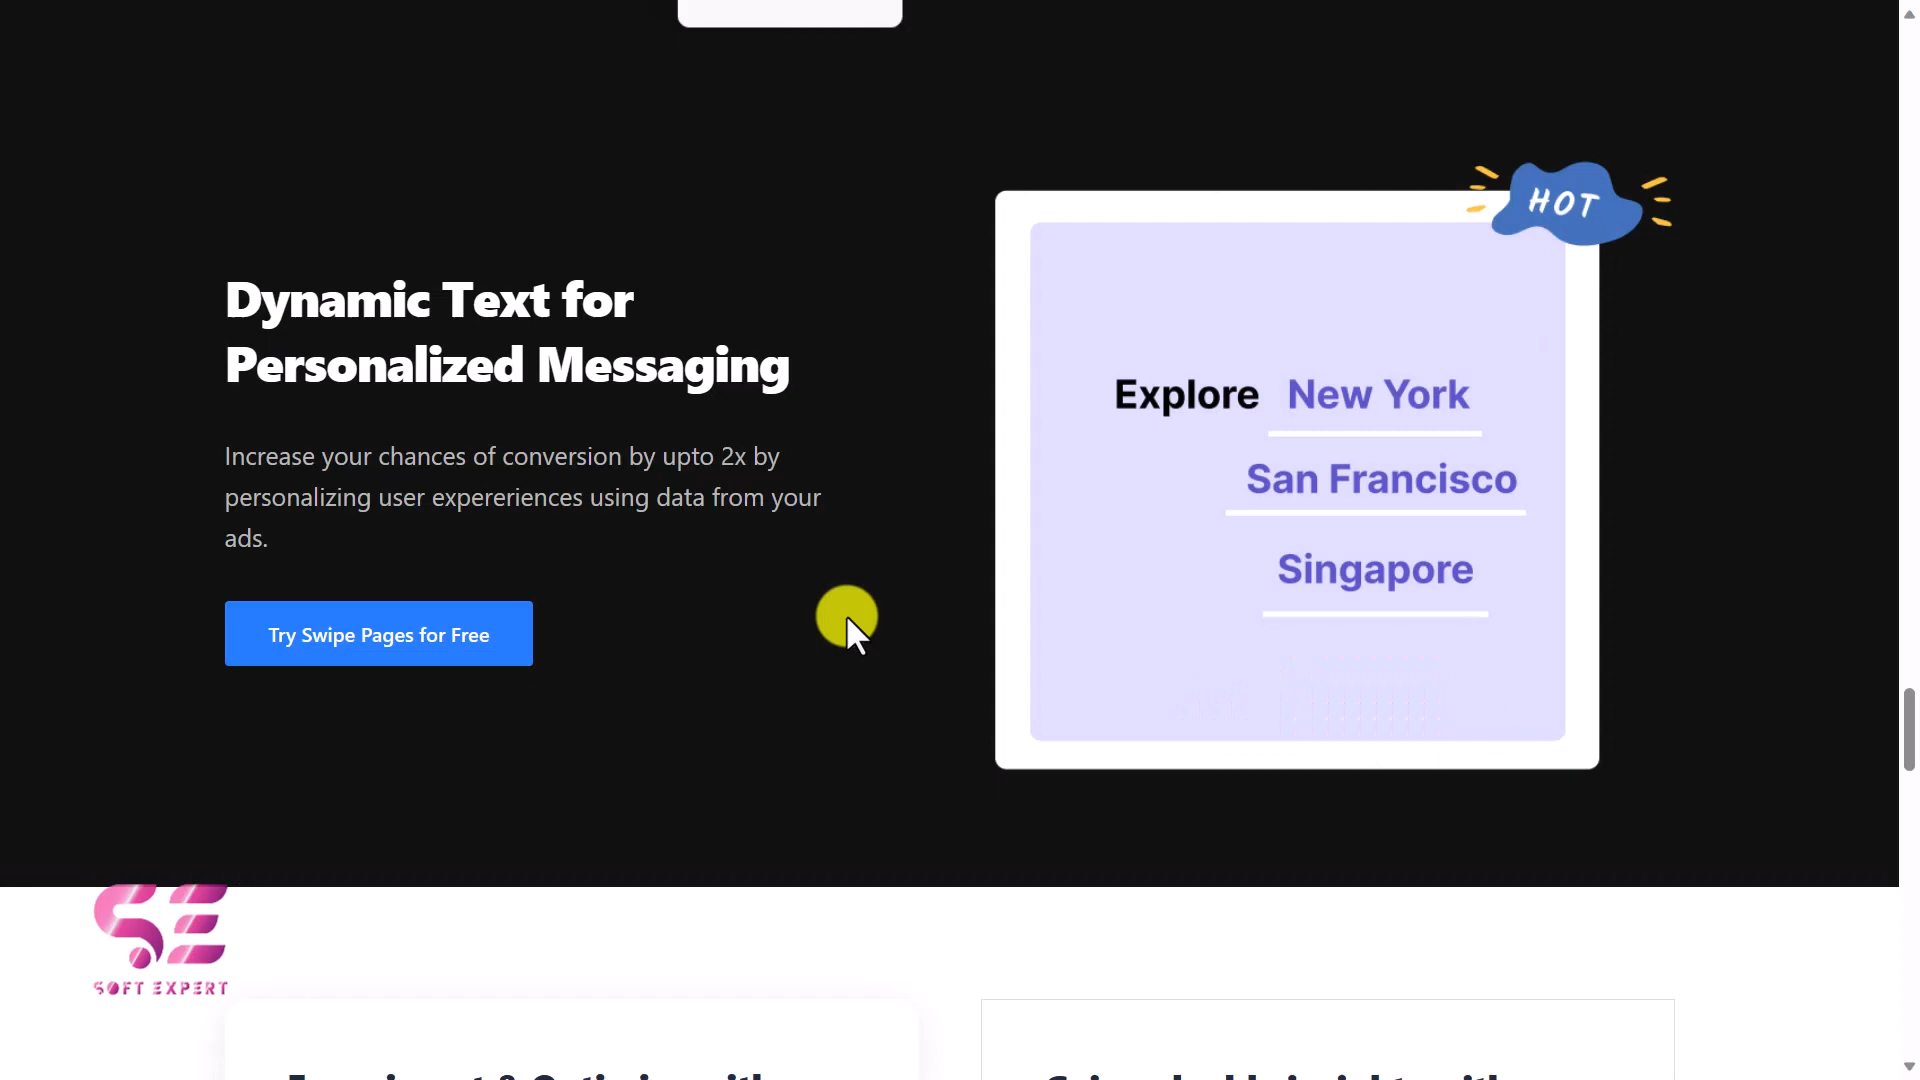 HOT
Dynamic Text for
Personalized Messaging
Increase your chances of conversion by upto 2x by
personalizing user expereriences using data from your
ads.
Try Swipe Pages for Free
Explore New York
San Francisco
Singapore
SOFT EXPERT